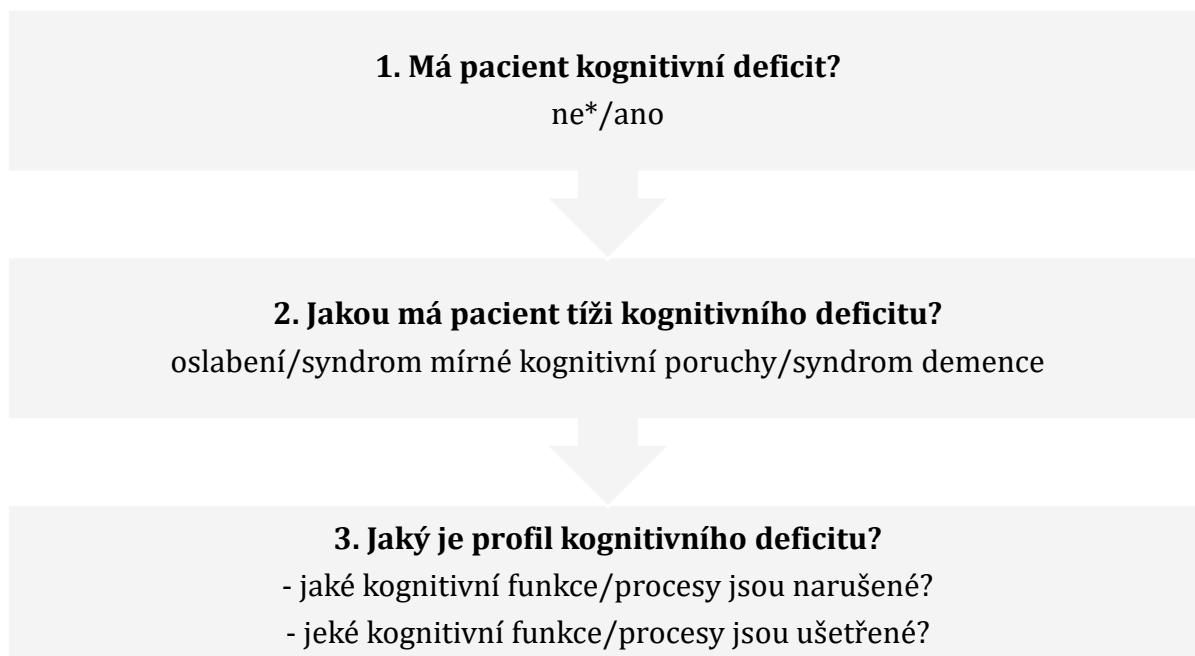 1. Má pacient kognitivní deficit?
ne*/ano
2. Jakou má pacient tíži kognitivního deficitu?
oslabení/syndrom mírné kognitivní poruchy/syndrom demence
3. Jaký je profil kognitivního deficitu?
- jaké kognitivní funkce/procesy jsou narušené?
- jeké kognitivní funkce/procesy jsou ušetřené?